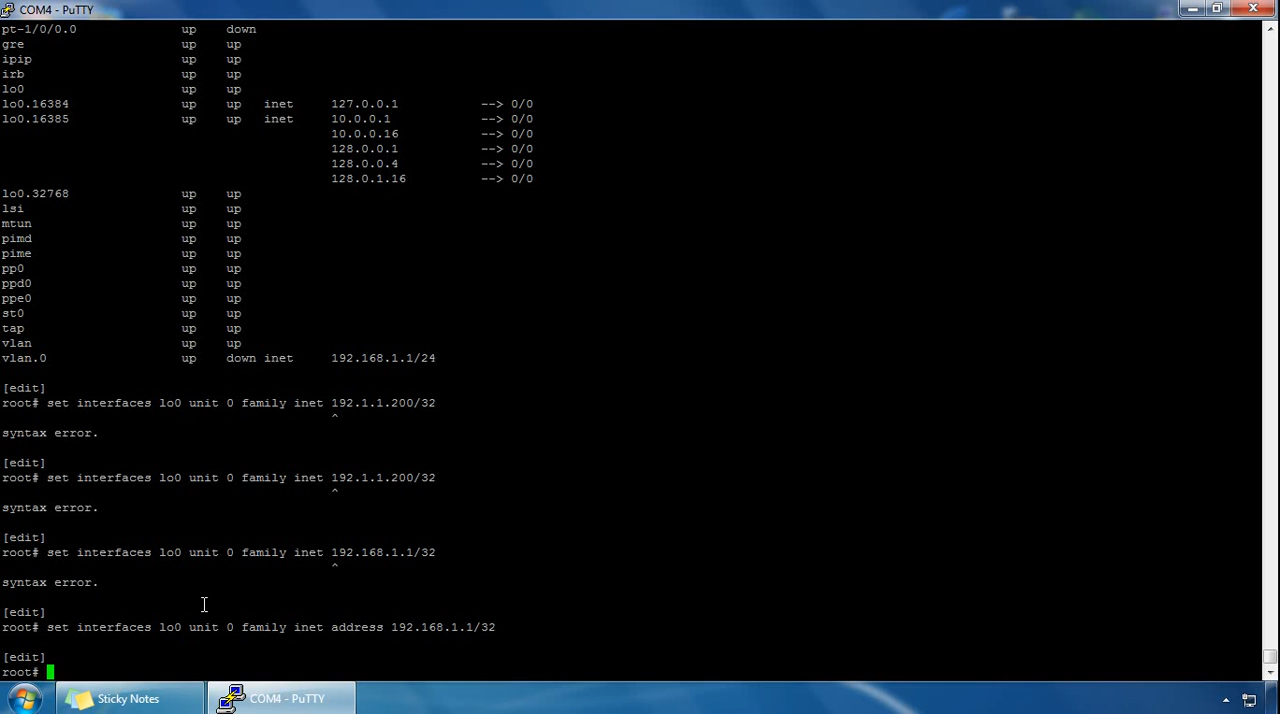 COM4 - PuTTY
pt-1/0/0.0 up down
gre up up
ipip up up
irb up up
lo0 up up
lo0.16384 up up inet 127.0.0.1 --> 0/0
lo0.16385 up up inet 10.0.0.1 --> 0/0
10.0.0.16 --> 0/0
128.0.0.1 --> 0/0
128.0.0.4 --> 0/0
128.0.1.16 --> 0/0
lo0.32768 up up
lsi up up
mtun up up
pimd up up
pime up up
pp0 up up
ppd0 up up
ppe0 up up
st0 up up
tap up up
vlan up up
vlan.0 up down inet 192.168.1.1/24
[edit]
root# set interfaces lo0 unit 0 family inet 192.1.1.200/32
^
syntax error.
[edit]
root# set interfaces lo0 unit 0 family inet 192.1.1.200/32
^
syntax error.
[edit]
root# set interfaces lo0 unit 0 family inet 192.168.1.1/32
^
syntax error.
[edit]
root# set interfaces lo0 unit 0 family inet address 192.168.1.1/32
[edit]
root#
Sticky Notes
COM4 - PuTTY